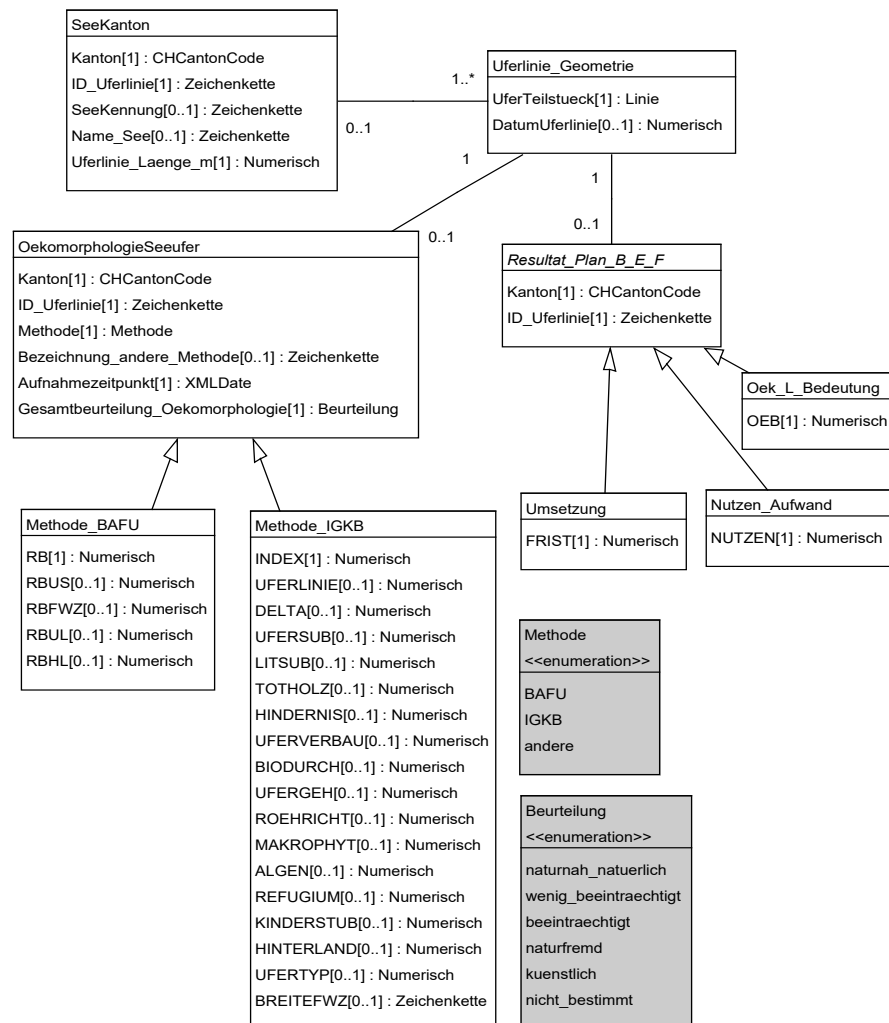 SeeKanton
Kanton[1] : CHCantonCode
ID_Uferlinie[1] : Zeichenkette
SeeKennung[0..1] : Zeichenkette
Name_See[0..1] : Zeichenkette
Uferlinie_Laenge_m[1] : Numerisch
1..*
0..1
Uferlinie_Geometrie
UferTeilstueck[1] : Linie
DatumUferlinie[0..1] : Numerisch
1
0..1
1
0..1
OekomorphologieSeeufer
Kanton[1] : CHCantonCode
ID_Uferlinie[1] : Zeichenkette
Methode[1] : Methode
Bezeichnung_andere_Methode[0..1] : Zeichenkette
Aufnahmezeitpunkt[1] : XMLDate
Gesamtbeurteilung_Oekomorphologie[1] : Beurteilung
Resultat_Plan_B_E_F
Kanton[1] : CHCantonCode
ID_Uferlinie[1] : Zeichenkette
Oek_L_Bedeutung
OEB[1] : Numerisch
Methode_BAFU
RB[1] : Numerisch
RBUS[0..1] : Numerisch
RBFWZ[0..1] : Numerisch
RBUL[0..1] : Numerisch
RBHL[0..1] : Numerisch
Methode_IGKB
INDEX[1] : Numerisch
UFERLINIE[0..1] : Numerisch
DELTA[0..1] : Numerisch
UFERSUB[0..1] : Numerisch
LITSUB[0..1] : Numerisch
TOTHOLZ[0..1] : Numerisch
HINDERNIS[0..1] : Numerisch
UFERVERBAU[0..1] : Numerisch
BIODURCH[0..1] : Numerisch
UFERGEH[0..1] : Numerisch
ROEHRICHT[0..1] : Numerisch
MAKROPHYT[0..1] : Numerisch
ALGEN[0..1] : Numerisch
REFUGIUM[0..1] : Numerisch
KINDERSTUB[0..1] : Numerisch
HINTERLAND[0..1] : Numerisch
UFERTYP[0..1] : Numerisch
BREITEFWZ[0..1] : Zeichenkette
Umsetzung
FRIST[1] : Numerisch
Nutzen_Aufwand
NUTZEN[1] : Numerisch
Methode
<<enumeration>>
BAFU
IGKB
andere
Beurteilung
<<enumeration>>
naturnah_natuerlich
wenig_beeintraechtigt
beeintraechtigt
naturfremd
kuenstlich
nicht_bestimmt